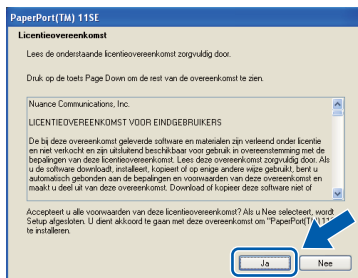 PaperPort(TM) 11SE
Licentieovereenkomst
Lees de onderstaande licentieovereenkomst zorgvuldig door.
Druk op de toets Page Down om de rest van de overeenkomst te zien.
Nuance Communications, Inc.
LICENTIEOVEREENKOMST VOOR EINDGEBRUIKERS
De bij deze overeenkomst geleverde software en materialen zijn verleend onder licentie
en niet verkocht en zijn uitsluitend beschikbaar voor gebruik in overeenstemming met de
bepalingen van deze licentieovereenkomst. Lees deze overeenkomst zorgvuldig door. Als
u de software downloadt, installeert, kopieert of op enige andere wijze gebruikt, bent u
automatisch gebonden aan de bepalingen en voorwaarden van deze overeenkomst en
maakt u deel uit van deze overeenkomst. Download of kopieer deze software niet of
Accepteert u alle voorwaarden van deze licentieovereenkomst? Als u Nee selecteert, wordt
Setup afgesloten. U dient akkoord te gaan met deze overeenkomst om "PaperPort(TM) 11
te installeren.
Ja
Nee